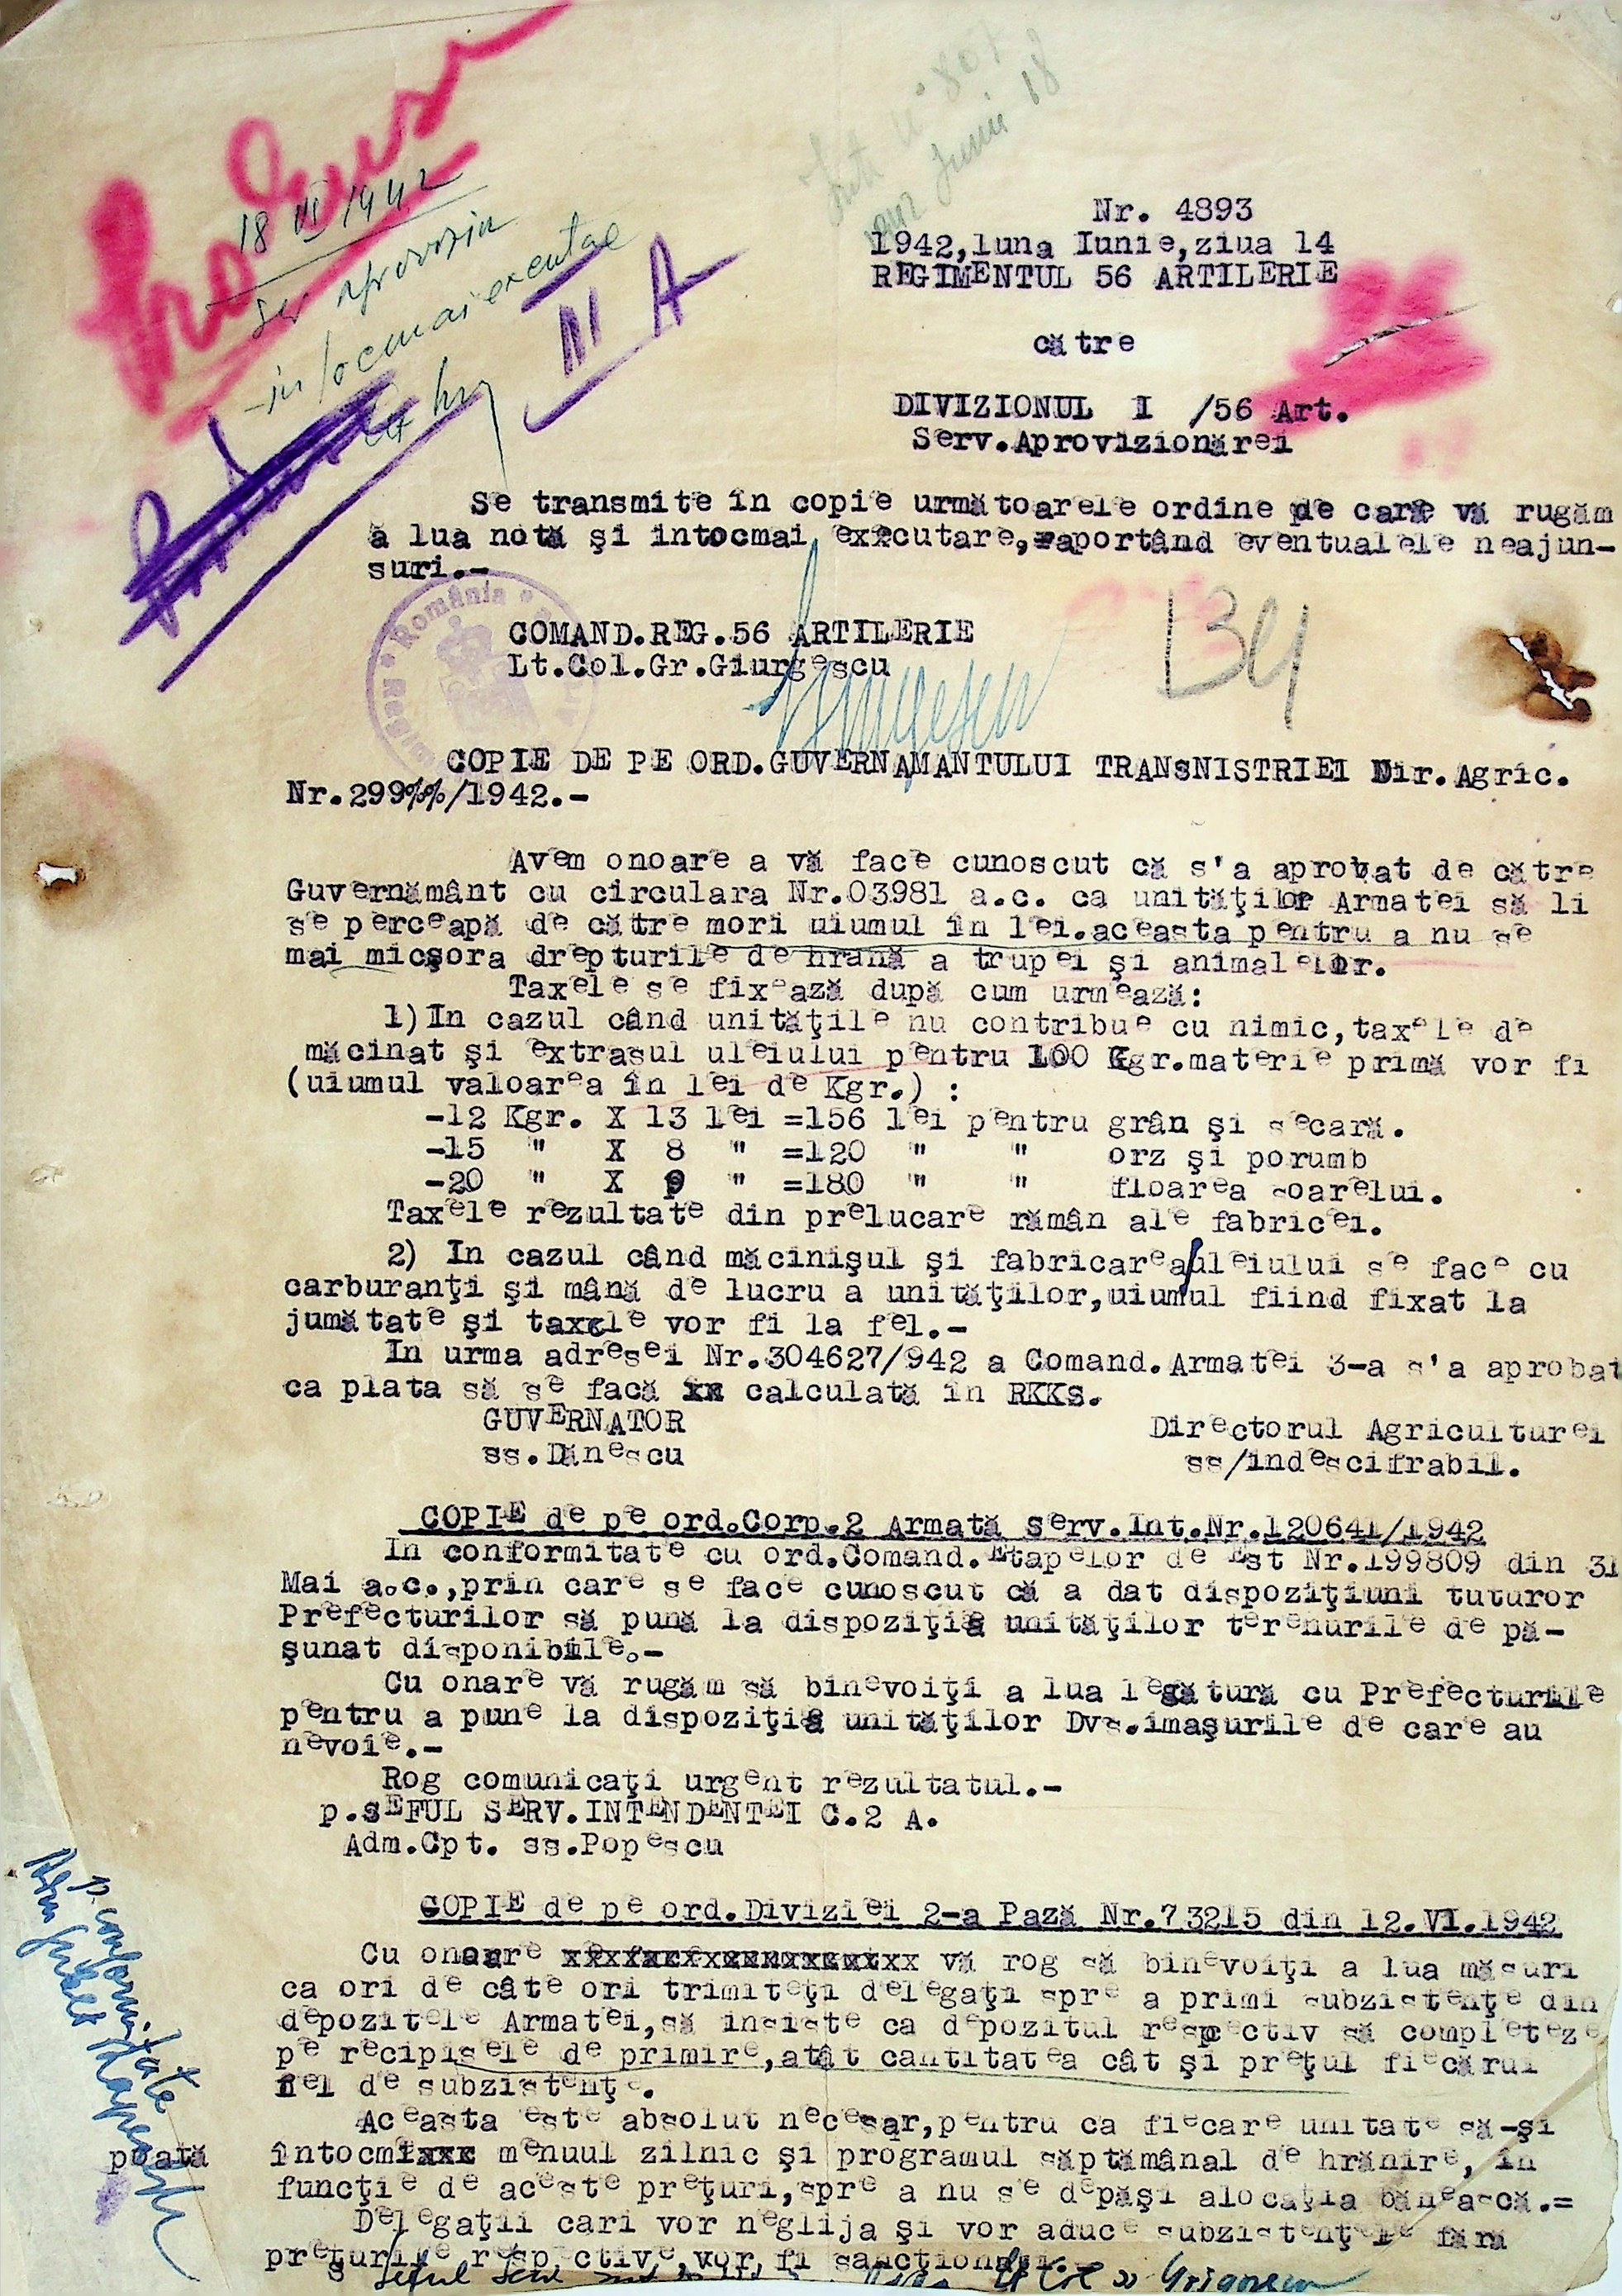 18 VI 1942
III A
Nr. 4893
1942,luna Iunie,ziua 14
REGIMENTUL 56 ARTILERIE
către
DIVIZIONUL I /56 Art.
Serv.Aprovizionărei
Se transmite în copie următoarele ordine de care vă rugăm
a lua notă şi întocmai executare,raportând eventualele neajun-
suri.-
România
COMAND.REG.56 ARTILERIE
Lt.Col.Gr.Giurgescu
COPIE DE PE ORD.GUVERNAMANTULUI TRANSNISTRIEI Dir.Agric.
Nr.299%%/1942.-
Avem onoare a vă face cunoscut că s'a aprobat de către
Guvernământ cu circulara Nr.03981 a.c. ca unităţilor Armatei să li
se perceapă de către mori uiumul în lei.aceasta pentru a nu se
mai micşora drepturile de hrană a trupei şi animalelor.
Taxele se fixează după cum urmează:
1)In cazul când unităţile nu contribue cu nimic,taxele de
măcinat şi extrasul uleiului pentru 100 Kgr.materie primă vor fi
(uiumul valoarea în lei de Kgr.) :
-12 Kgr. X 13 lei =156 lei pentru grân şi secară.
-15 " X 8 " =120 " " orz şi porumb
-20 " X 9 " =180 " " floarea soarelui.
Taxele rezultate din prelucare rămân ale fabricei.
2) In cazul când măcinişul şi fabricarea uleiului se face cu
carburanţi şi mână de lucru a unităţilor,uiumul fiind fixat la
jumătate şi taxele vor fi la fel.-
In urma adresei Nr.304627/942 a Comand.Armatei 3-a s'a aprobat
ca plata să se facă xx calculată în RKKS.
GUVERNATOR
ss.Dănescu
Directorul Agriculturei
ss/indescifrabil.
COPIE de pe ord.Corp.2 Armată Serv.Int.Nr.120641/1942
In conformitate cu ord.Comand.Etapelor de Est Nr.199809 din 31
Mai a.c.,prin care se face cunoscut că a dat dispoziţiuni tuturor
Prefecturilor să pună la dispoziţia unităţilor terenurile de pă-
şunat disponibile.-
Cu onare vă rugăm să binevoiţi a lua legătură cu Prefecturile
pentru a pune la dispoziţia unităţilor Dvs.imaşurile de care au
nevoie.-
Rog comunicaţi urgent rezultatul.-
p.SEFUL SERV.INTENDENTEI C.2 A.
Adm.Cpt. ss.Popescu
COPIE de pe ord.Diviziei 2-a Pază Nr.73215 din 12.VI.1942
Cu onoare vă rog să binevoiţi a lua măsuri
ca ori de câte ori trimiteţi delegaţi spre a primi subzistenţe din
depozitele Armatei,să insiste ca depozitul respectiv să completeze
pe recipisele de primire,atât cantitatea cât şi preţul fiecărui
fel de subzistenţe.
Aceasta este absolut necesar,pentru ca fiecare unitate să-şi
poată întocmixxx menuul zilnic şi programul săptămânal de hrănire, în
funcţie de aceste preţuri,spre a nu se depăşi alocaţia bănească.=
Delegaţii cari vor neglija şi vor aduce subzistenţele fără
preţurile respective,vor fi sancţionaţi.-
p. conformitate